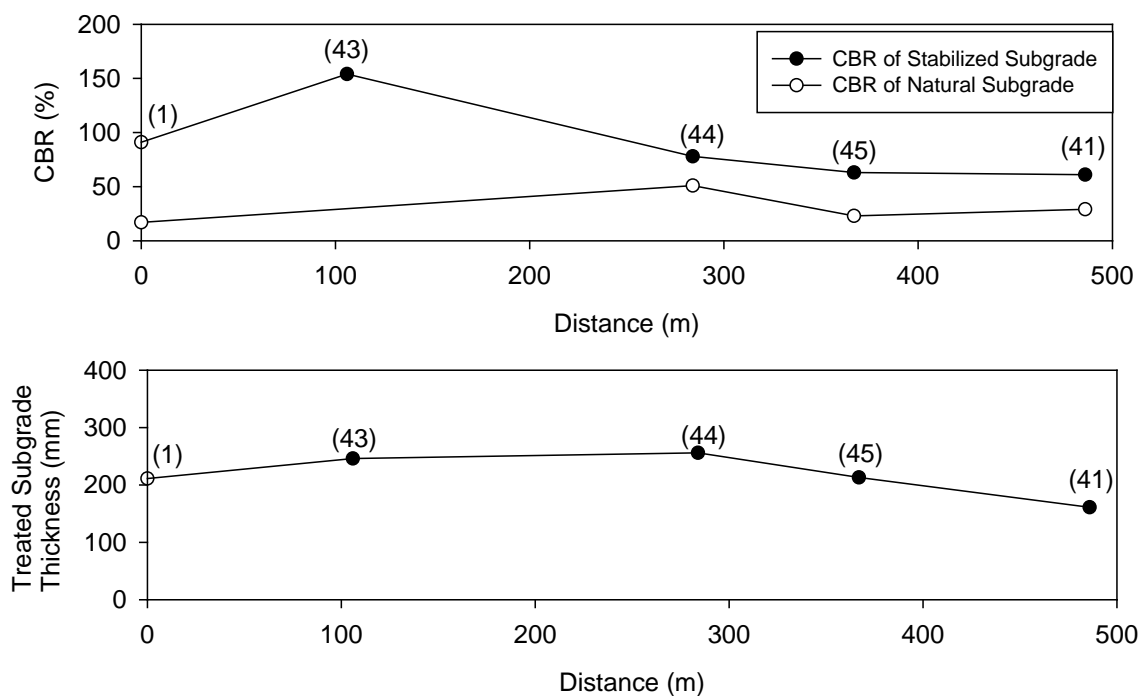 200
(43)
CBR of Stabilized Subgrade
CBR of Natural Subgrade
150
(1)
(44)
(41)
100
(45)
CBR (%)
50
0
0 100 200 300 400 500
Distance (m)
400
300
(1)
(43)
(44)
(45)
200
(41)
Treated Subgrade
Thickness (mm)
100
0
0 100 200 300 400 500
Distance (m)